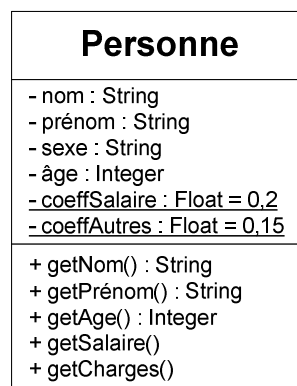 Personne
- nom : String
- prénom : String
- sexe : String
- âge : Integer
- coeffSalaire : Float = 0,2
- coeffAutres : Float = 0,15
+ getNom() : String
+ getPrénom() : String
+ getAge() : Integer
+ getSalaire()
+ getCharges()